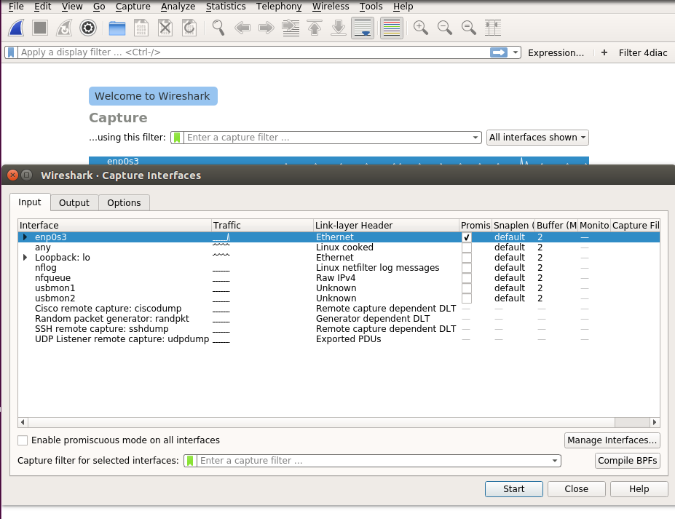 File Edit View Go Capture Analyze Statistics Telephony Wireless Tools Help
Apply a display filter ... <Ctrl-/> Expression... + Filter 4diac
Welcome to Wireshark
Capture
...using this filter: Enter a capture filter ... All interfaces shown
enp0s3
Wireshark · Capture Interfaces
Input Output Options
Interface Traffic Link-layer Header Promis Snaplen ( Buffer (M Monito Capture Fil
enp0s3 Ethernet default 2 —
any Linux cooked default 2 —
Loopback: lo Ethernet default 2 —
nflog Linux netfilter log messages default 2 —
nfqueue Raw IPv4 default 2 —
usbmon1 Unknown default 2 —
usbmon2 Unknown default 2 —
Cisco remote capture: ciscodump Remote capture dependent DLT — — — —
Random packet generator: randpkt Generator dependent DLT — — — —
SSH remote capture: sshdump Remote capture dependent DLT — — — —
UDP Listener remote capture: udpdump Exported PDUs — — — —
Enable promiscuous mode on all interfaces Manage Interfaces...
Capture filter for selected interfaces: Enter a capture filter ... Compile BPFs
Start Close Help